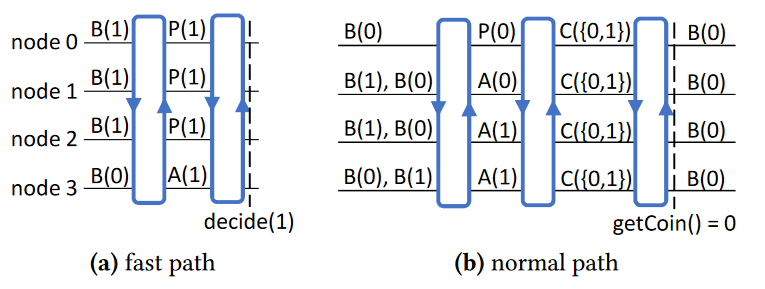 node 0 B(1) P(1)
node 1 B(1) P(1)
node 2 B(1) P(1)
node 3 B(0) A(1)
decide(1)
(a) fast path
B(0) P(0) C({0,1}) B(0)
B(1), B(0) A(0) C({0,1}) B(0)
B(1), B(0) A(1) C({0,1}) B(0)
B(0), B(1) A(1) C({0,1}) B(0)
getCoin() = 0
(b) normal path